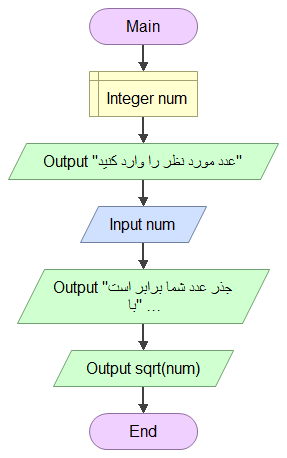 Main
Integer num
Output "عدد مورد نظر را وارد کنید"
Input num
Output "جذر عدد شما برابر است
با" ...
Output sqrt(num)
End